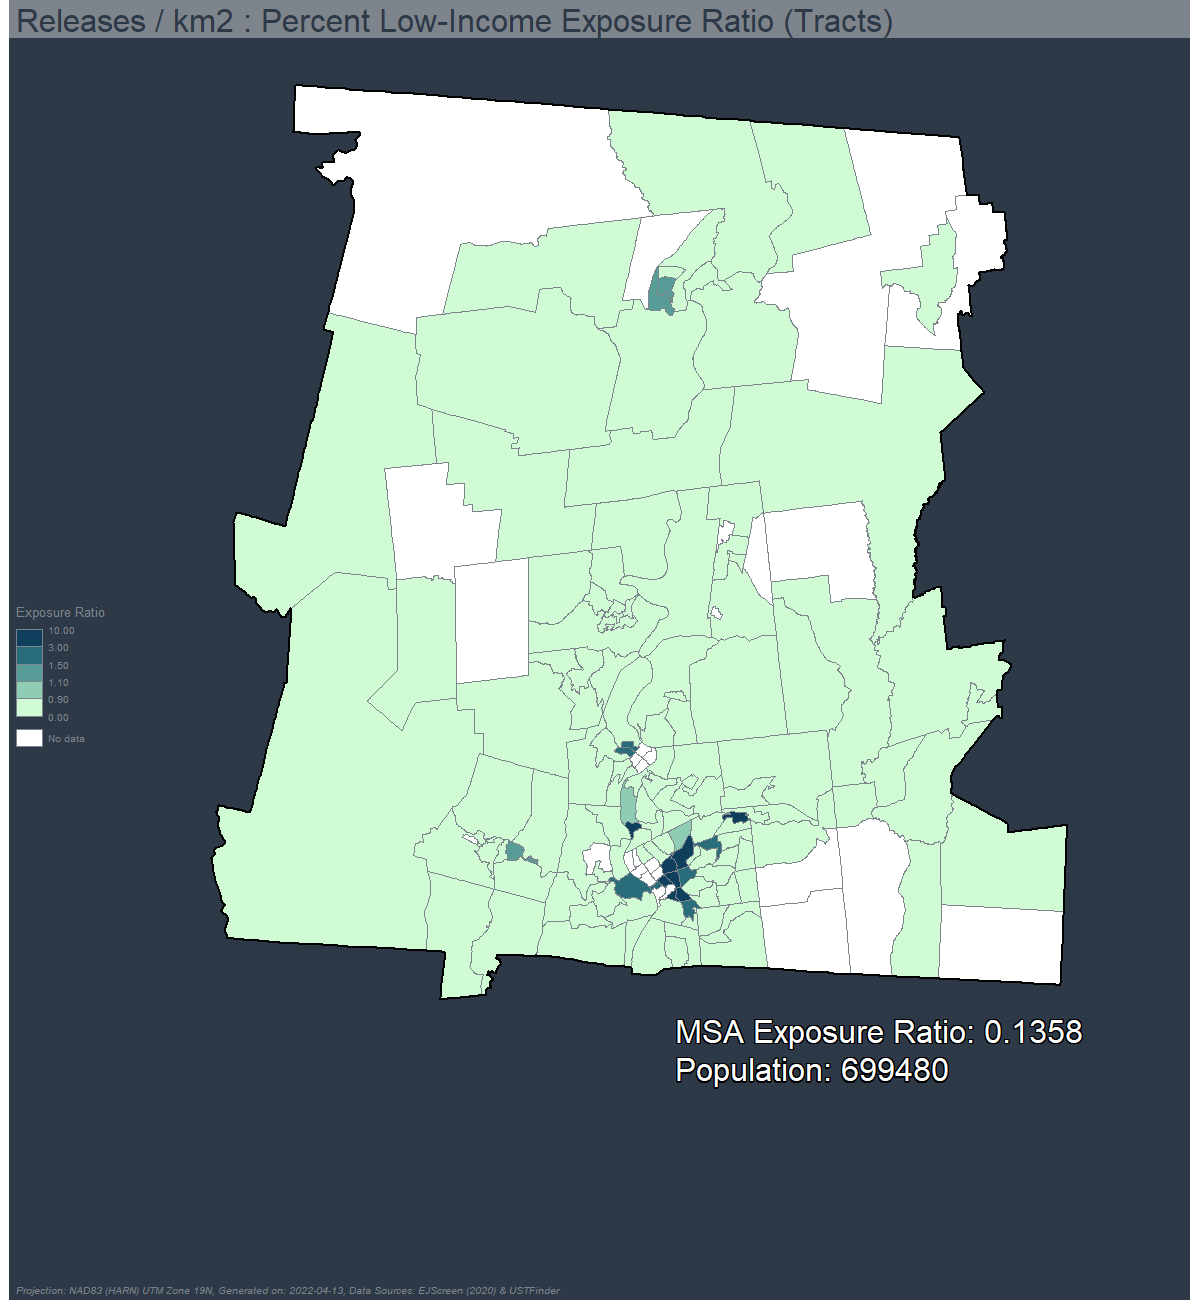 Releases / km2 : Percent Low-Income Exposure Ratio (Tracts)
Exposure Ratio
10.00
3.00
1.50
1.10
0.90
0.00
No data
MSA Exposure Ratio: 0.1358
Population: 699480
Projection: NAD83 (HARN) UTM Zone 19N, Generated on: 2022-04-13, Data Sources: EJScreen (2020) & USTFinder